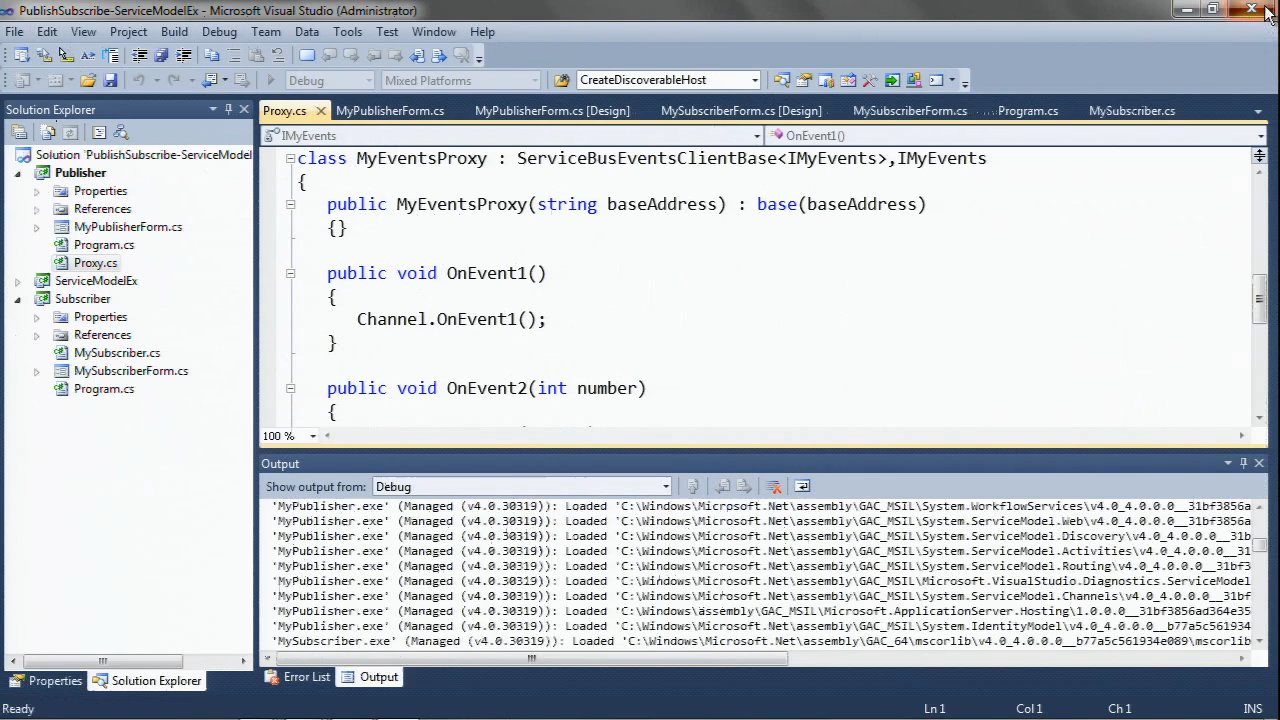 PublishSubscribe-ServiceModelEx - Microsoft Visual Studio (Administrator)
File Edit View Project Build Debug Team Data Tools Test Window Help
Debug Mixed Platforms CreateDiscoverableHost
Solution Explorer
Solution 'PublishSubscribe-ServiceModel
Publisher
Properties
References
MyPublisherForm.cs
Program.cs
Proxy.cs
ServiceModelEx
Subscriber
Properties
References
MySubscriber.cs
MySubscriberForm.cs
Program.cs
Properties Solution Explorer
Proxy.cs MyPublisherForm.cs MyPublisherForm.cs [Design] MySubscriberForm.cs [Design] MySubscriberForm.cs Program.cs MySubscriber.cs
IMyEvents OnEvent1()
class MyEventsProxy : ServiceBusEventsClientBase<IMyEvents>,IMyEvents
{
public MyEventsProxy(string baseAddress) : base(baseAddress)
{}
public void OnEvent1()
{
Channel.OnEvent1();
}
public void OnEvent2(int number)
{
100 %
Output
Show output from: Debug
'MyPublisher.exe' (Managed (v4.0.30319)): Loaded 'C:\Windows\Microsoft.Net\assembly\GAC_MSIL\System.WorkflowServices\v4.0_4.0.0.0__31bf3856a
'MyPublisher.exe' (Managed (v4.0.30319)): Loaded 'C:\Windows\Microsoft.Net\assembly\GAC_MSIL\System.ServiceModel.Web\v4.0_4.0.0.0__31bf3856a
'MyPublisher.exe' (Managed (v4.0.30319)): Loaded 'C:\Windows\Microsoft.Net\assembly\GAC_MSIL\System.ServiceModel.Discovery\v4.0_4.0.0.0__31b
'MyPublisher.exe' (Managed (v4.0.30319)): Loaded 'C:\Windows\Microsoft.Net\assembly\GAC_MSIL\System.ServiceModel.Activities\v4.0_4.0.0.0__31
'MyPublisher.exe' (Managed (v4.0.30319)): Loaded 'C:\Windows\Microsoft.Net\assembly\GAC_MSIL\System.ServiceModel.Routing\v4.0_4.0.0.0__31bf3
'MyPublisher.exe' (Managed (v4.0.30319)): Loaded 'C:\Windows\Microsoft.Net\assembly\GAC_MSIL\Microsoft.VisualStudio.Diagnostics.ServiceModel
'MyPublisher.exe' (Managed (v4.0.30319)): Loaded 'C:\Windows\Microsoft.Net\assembly\GAC_MSIL\System.ServiceModel.Channels\v4.0_4.0.0.0__31bf
'MyPublisher.exe' (Managed (v4.0.30319)): Loaded 'C:\Windows\assembly\GAC_MSIL\Microsoft.ApplicationServer.Hosting\1.0.0.0__31bf3856ad364e35
'MyPublisher.exe' (Managed (v4.0.30319)): Loaded 'C:\Windows\Microsoft.Net\assembly\GAC_MSIL\System.IdentityModel\v4.0_4.0.0.0__b77a5c561934e
'MySubscriber.exe' (Managed (v4.0.30319)): Loaded 'C:\Windows\Microsoft.Net\assembly\GAC_64\mscorlib\v4.0_4.0.0.0__b77a5c561934e089\mscorlib
Error List Output
Ready Ln 1 Col 1 Ch 1 INS